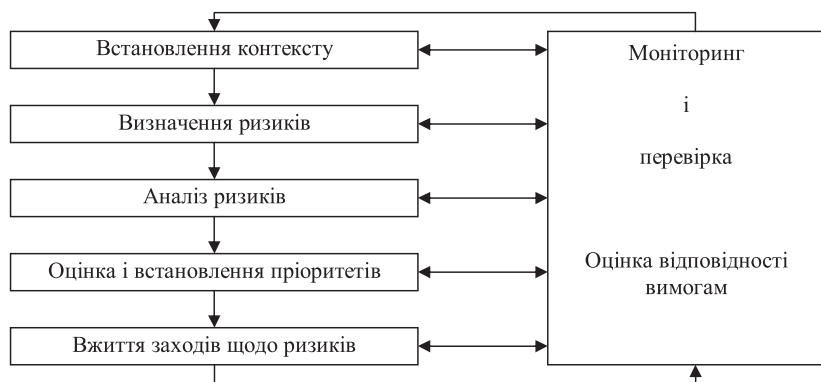 Встановлення контексту
Визначення ризиків
Аналіз ризиків
Оцінка і встановлення пріоритетів
Вжиття заходів щодо ризиків
Моніторинг
і
перевірка
Оцінка відповідності
вимогам